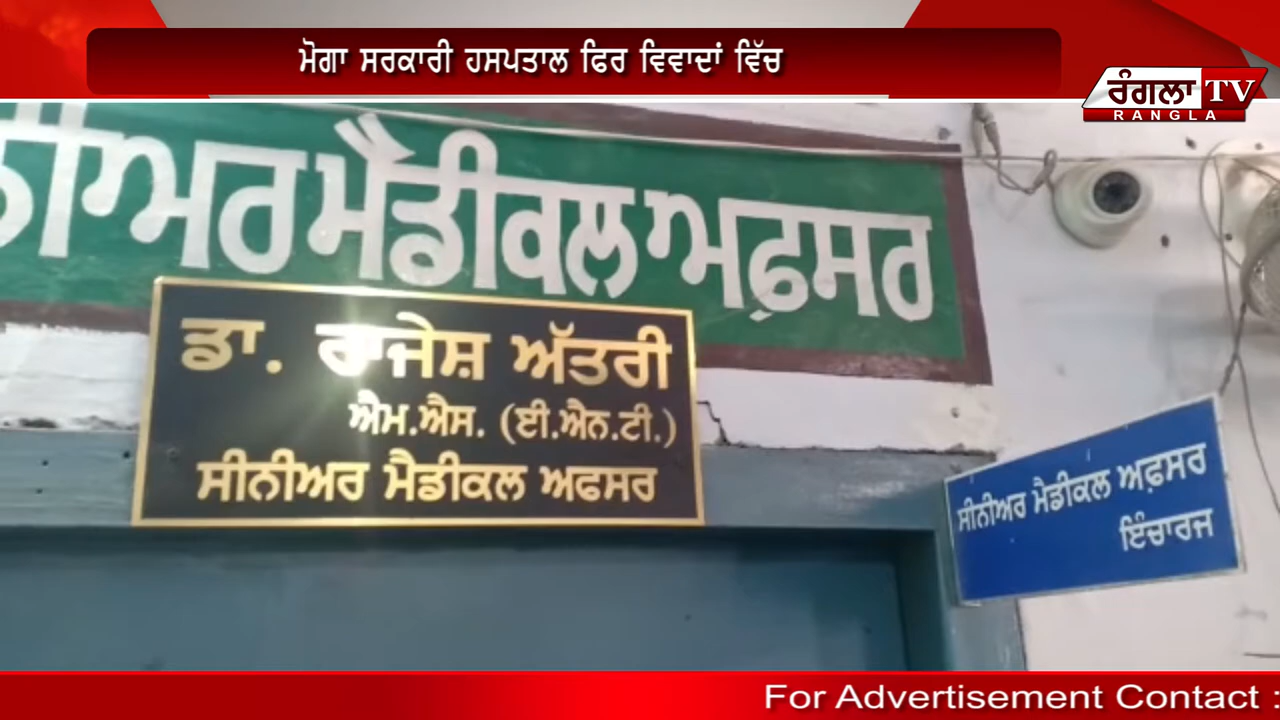 ਮੋਗਾ ਸਰਕਾਰੀ ਹਸਪਤਾਲ ਫਿਰ ਵਿਵਾਦਾਂ ਵਿੱਚ
ਰੰਗਲਾ TV
RANGLA
ਨੀਅਰ ਮੈਡੀਕਲ ਅਫ਼ਸਰ
ਡਾ. ਰਾਜੇਸ਼ ਅੱਤਰੀ
ਐਮ.ਐਸ. (ਈ.ਐਨ.ਟੀ.)
ਸੀਨੀਅਰ ਮੈਡੀਕਲ ਅਫਸਰ
ਸੀਨੀਅਰ ਮੈਡੀਕਲ ਅਫ਼ਸਰ
ਇੰਚਾਰਜ
For Advertisement Contact :